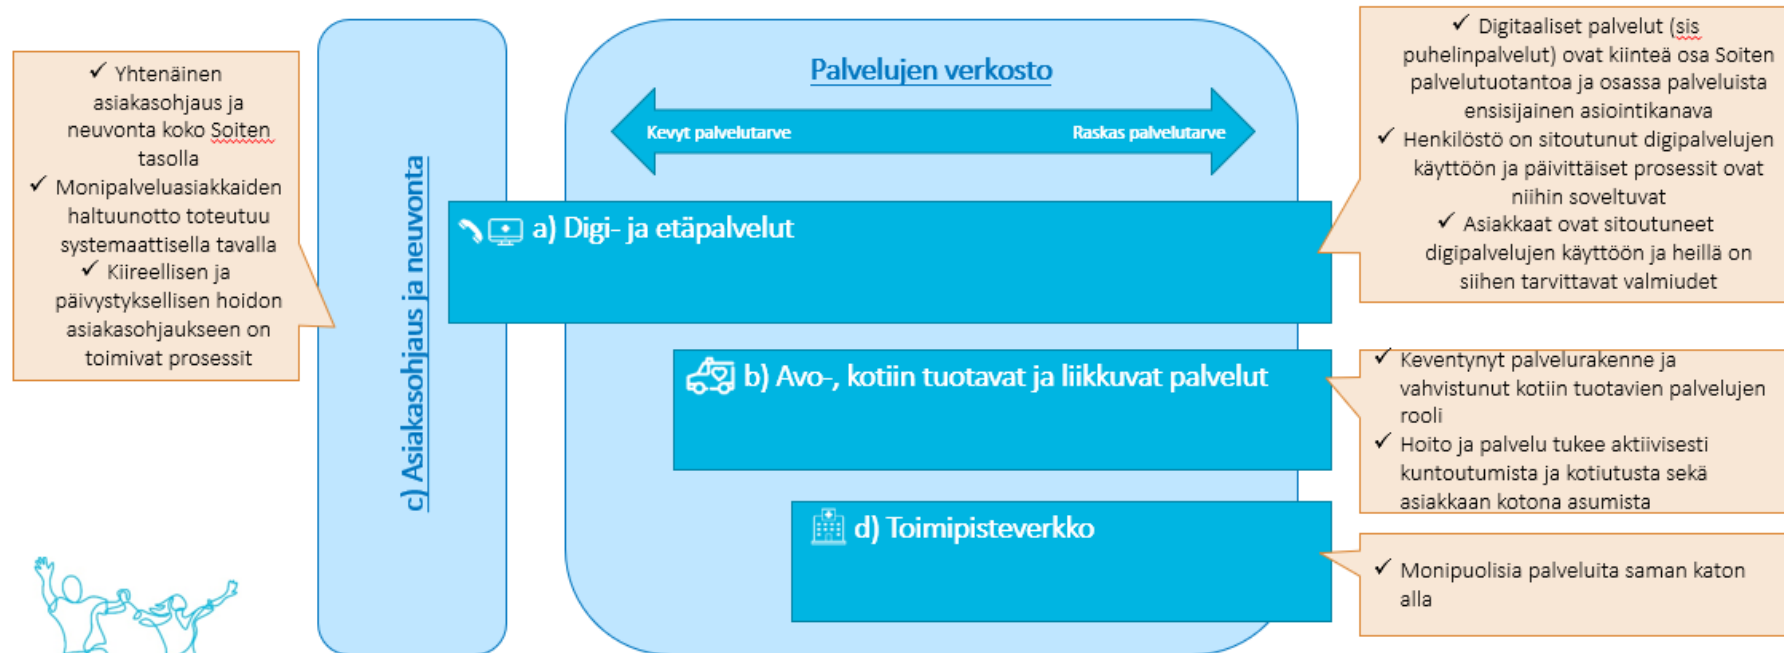 ✓ Yhtenäinen
asiakasohjaus ja
neuvonta koko Soiten
tasolla
✓ Monipalveluasiakkaiden
haltuunotto toteutuu
systemaattisella tavalla
✓ Kiireellisen ja
päivystyksellisen hoidon
asiakasohjaukseen on
toimivat prosessit
c) Asiakasohjaus ja neuvonta
Palvelujen verkosto
Kevyt palvelutarve
Raskas palvelutarve
a) Digi- ja etäpalvelut
b) Avo-, kotiin tuotavat ja liikkuvat palvelut
d) Toimipisteverkko
✓ Digitaaliset palvelut (sis
puhelinpalvelut) ovat kiinteä osa Soiten
palvelutuotantoa ja osassa palveluista
ensisijainen asiointikanava
✓ Henkilöstö on sitoutunut digipalvelujen
käyttöön ja päivittäiset prosessit ovat
niihin soveltuvat
✓ Asiakkaat ovat sitoutuneet
digipalvelujen käyttöön ja heillä on
siihen tarvittavat valmiudet
✓ Keventynyt palvelurakenne ja
vahvistunut kotiin tuotavien palvelujen
rooli
✓ Hoito ja palvelu tukee aktiivisesti
kuntoutumista ja kotiutusta sekä
asiakkaan kotona asumista
✓ Monipuolisia palveluita saman katon
alla